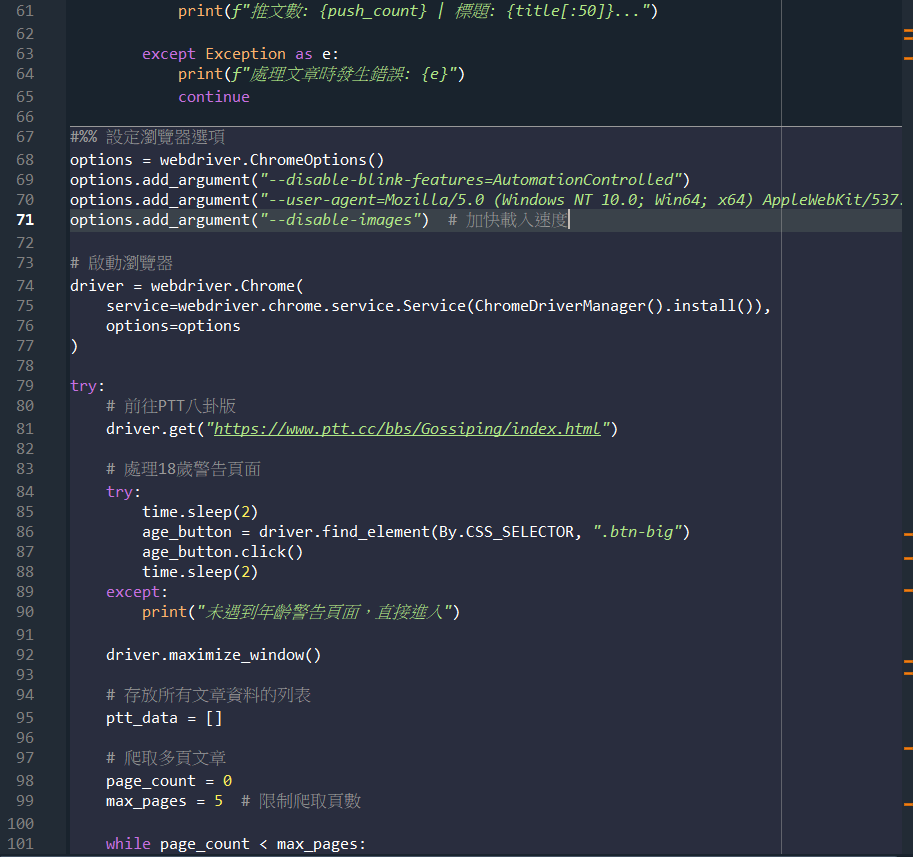 61 print(f"推文數: {push_count} | 標題: {title[:50]}...")
62
63 except Exception as e:
64 print(f"處理文章時發生錯誤: {e}")
65 continue
66
67 #%% 設定瀏覽器選項
68 options = webdriver.ChromeOptions()
69 options.add_argument("--disable-blink-features=AutomationControlled")
70 options.add_argument("--user-agent=Mozilla/5.0 (Windows NT 10.0; Win64; x64) AppleWebKit/537.
71 options.add_argument("--disable-images")  # 加快載入速度
72
73 # 啟動瀏覽器
74 driver = webdriver.Chrome(
75 service=webdriver.chrome.service.Service(ChromeDriverManager().install()),
76 options=options
77 )
78
79 try:
80 # 前往PTT八卦版
81 driver.get("https://www.ptt.cc/bbs/Gossiping/index.html")
82
83 # 處理18歲警告頁面
84 try:
85 time.sleep(2)
86 age_button = driver.find_element(By.CSS_SELECTOR, ".btn-big")
87 age_button.click()
88 time.sleep(2)
89 except:
90 print("未遇到年齡警告頁面，直接進入")
91
92 driver.maximize_window()
93
94 # 存放所有文章資料的列表
95 ptt_data = []
96
97 # 爬取多頁文章
98 page_count = 0
99 max_pages = 5  # 限制爬取頁數
100
101 while page_count < max_pages: